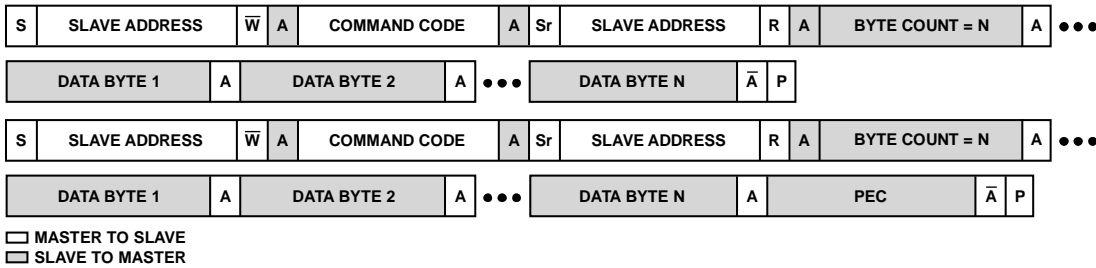 S SLAVE ADDRESS W̅ A COMMAND CODE A Sr SLAVE ADDRESS R A BYTE COUNT = N A •••
DATA BYTE 1 A DATA BYTE 2 A ••• DATA BYTE N A̅ P
S SLAVE ADDRESS W̅ A COMMAND CODE A Sr SLAVE ADDRESS R A BYTE COUNT = N A •••
DATA BYTE 1 A DATA BYTE 2 A ••• DATA BYTE N A PEC A̅ P
MASTER TO SLAVE
SLAVE TO MASTER